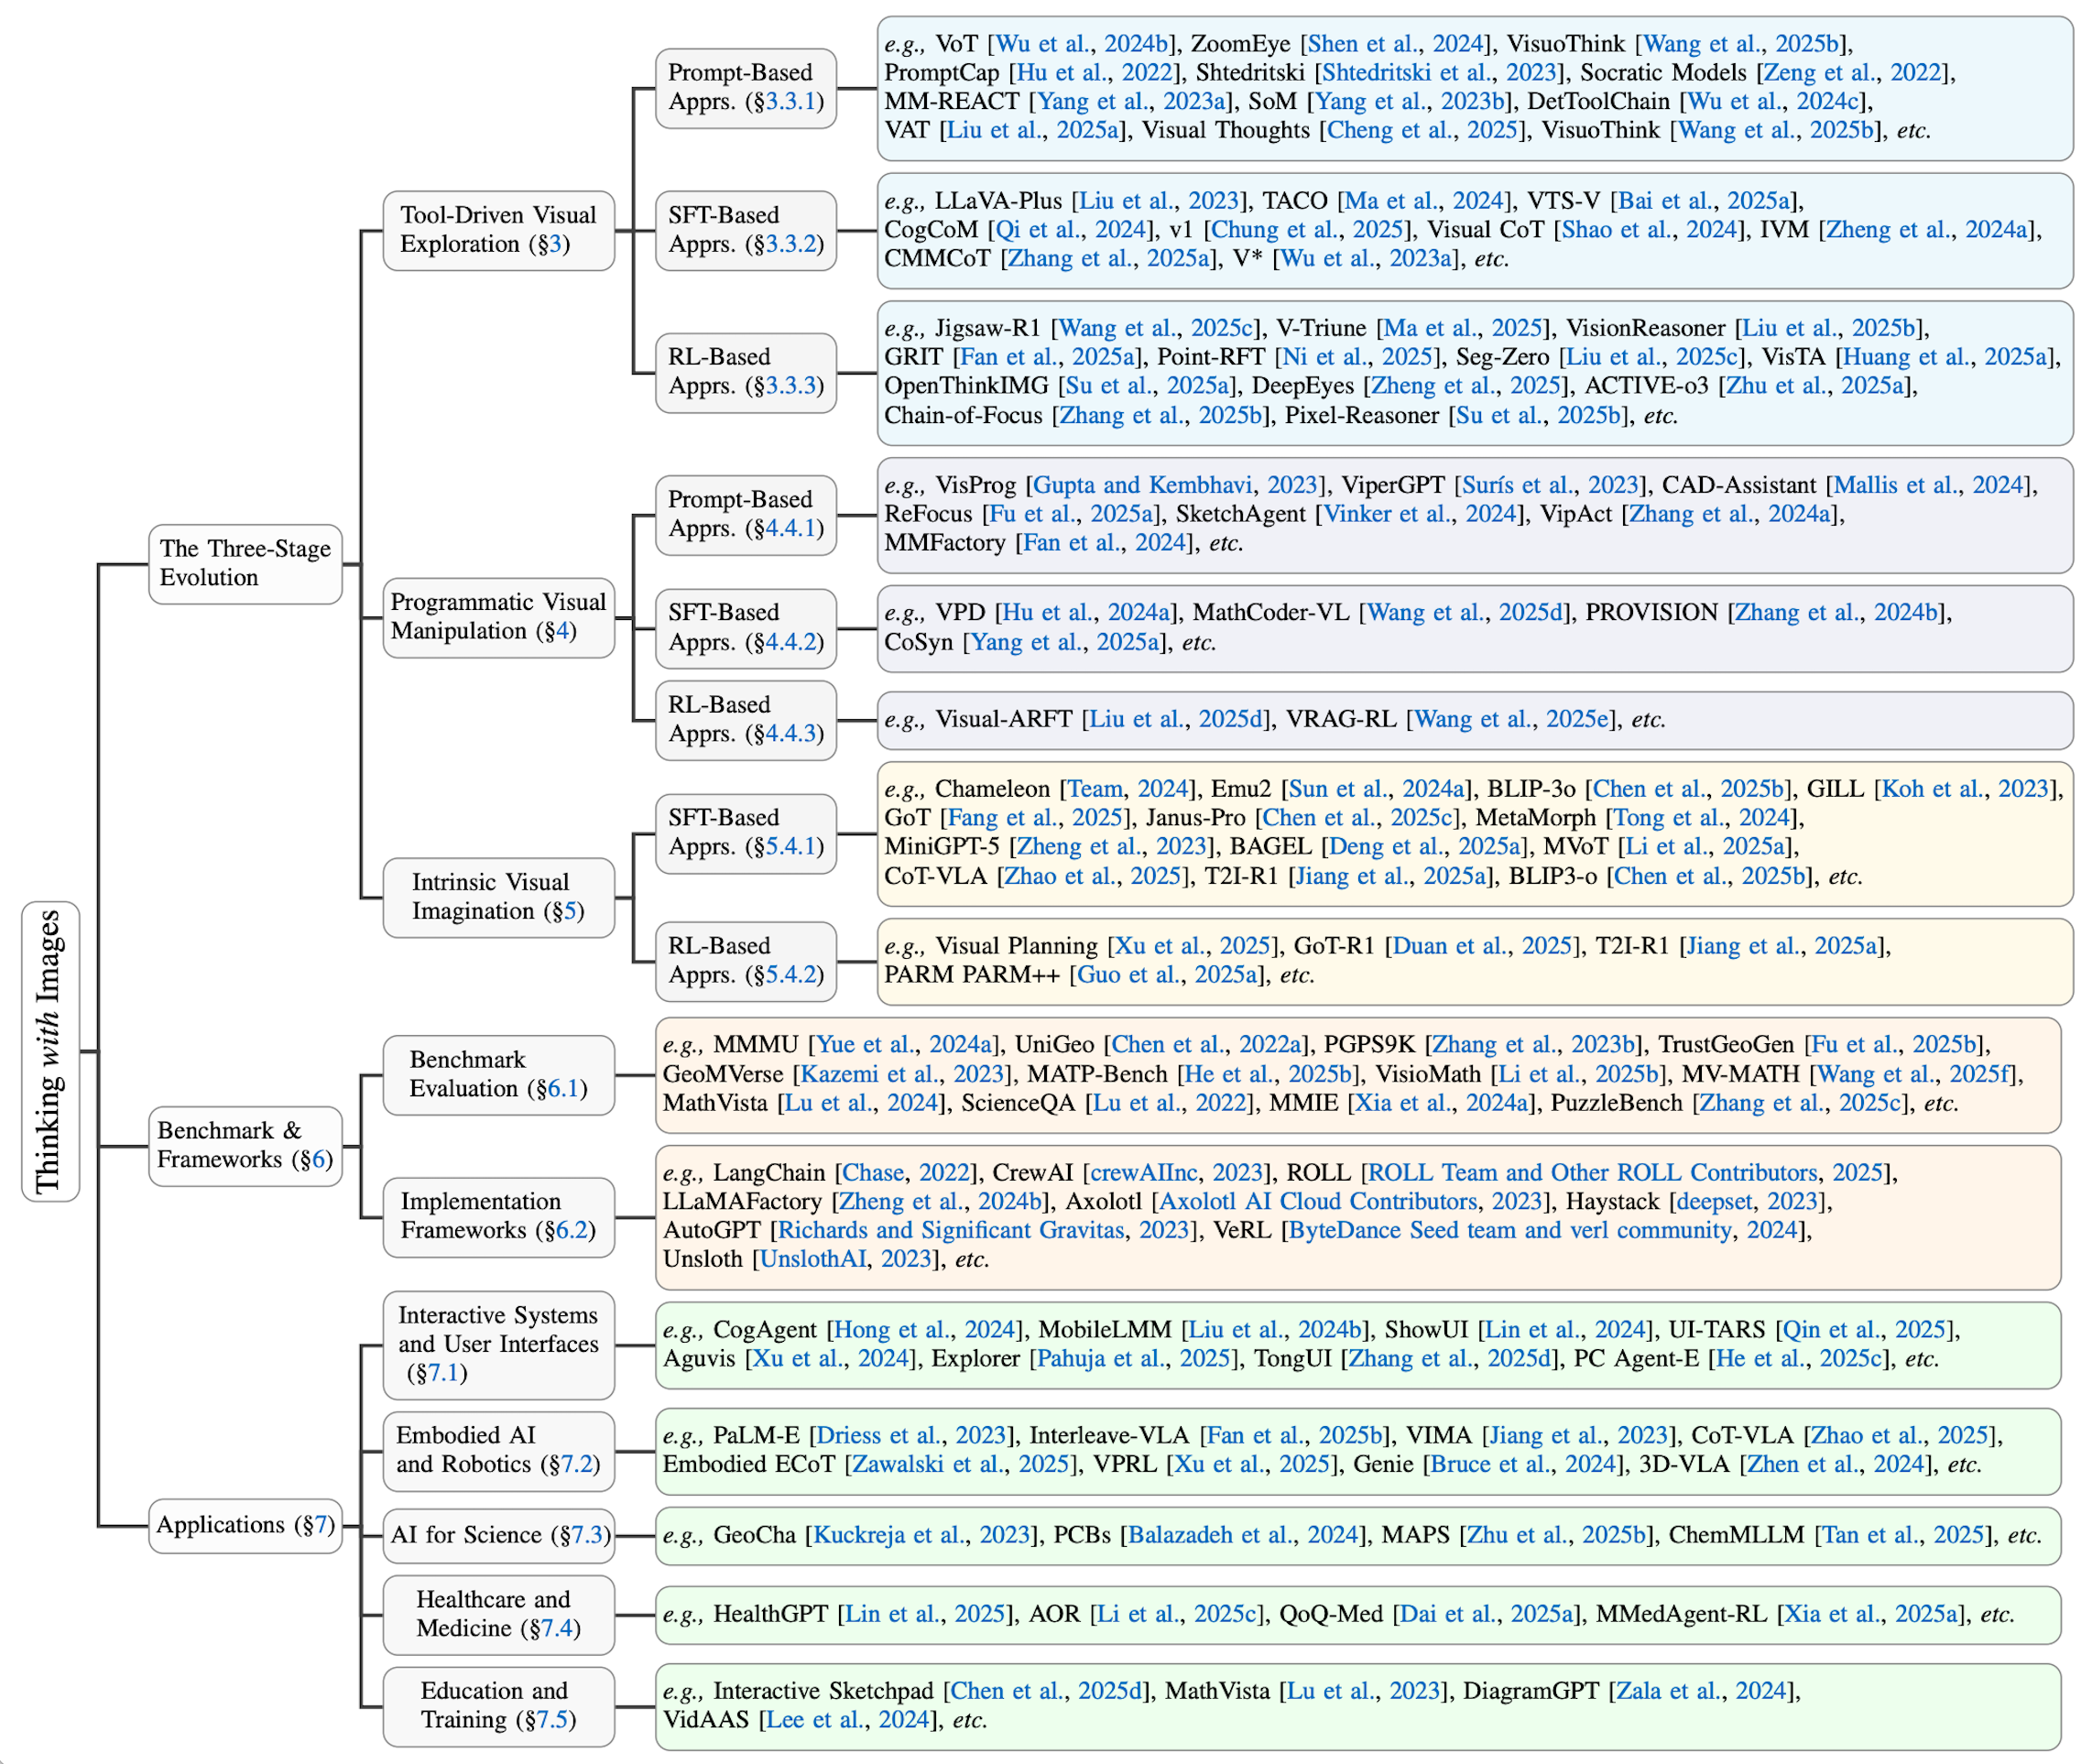 Thinking with Images
The Three-Stage
Evolution
Tool-Driven Visual
Exploration (§3)
Prompt-Based
Apprs. (§3.3.1)
e.g., VoT [Wu et al., 2024b], ZoomEye [Shen et al., 2024], VisuoThink [Wang et al., 2025b],
PromptCap [Hu et al., 2022], Shtedritski [Shtedritski et al., 2023], Socratic Models [Zeng et al., 2022],
MM-REACT [Yang et al., 2023a], SoM [Yang et al., 2023b], DetToolChain [Wu et al., 2024c],
VAT [Liu et al., 2025a], Visual Thoughts [Cheng et al., 2025], VisuoThink [Wang et al., 2025b], etc.
SFT-Based
Apprs. (§3.3.2)
e.g., LLaVA-Plus [Liu et al., 2023], TACO [Ma et al., 2024], VTS-V [Bai et al., 2025a],
CogCoM [Qi et al., 2024], v1 [Chung et al., 2025], Visual CoT [Shao et al., 2024], IVM [Zheng et al., 2024a],
CMMCoT [Zhang et al., 2025a], V* [Wu et al., 2023a], etc.
RL-Based
Apprs. (§3.3.3)
e.g., Jigsaw-R1 [Wang et al., 2025c], V-Triune [Ma et al., 2025], VisionReasoner [Liu et al., 2025b],
GRIT [Fan et al., 2025a], Point-RFT [Ni et al., 2025], Seg-Zero [Liu et al., 2025c], VisTA [Huang et al., 2025a],
OpenThinkIMG [Su et al., 2025a], DeepEyes [Zheng et al., 2025], ACTIVE-o3 [Zhu et al., 2025a],
Chain-of-Focus [Zhang et al., 2025b], Pixel-Reasoner [Su et al., 2025b], etc.
Programmatic Visual
Manipulation (§4)
Prompt-Based
Apprs. (§4.4.1)
e.g., VisProg [Gupta and Kembhavi, 2023], ViperGPT [Surís et al., 2023], CAD-Assistant [Mallis et al., 2024],
ReFocus [Fu et al., 2025a], SketchAgent [Vinker et al., 2024], VipAct [Zhang et al., 2024a],
MMFactory [Fan et al., 2024], etc.
SFT-Based
Apprs. (§4.4.2)
e.g., VPD [Hu et al., 2024a], MathCoder-VL [Wang et al., 2025d], PROVISION [Zhang et al., 2024b],
CoSyn [Yang et al., 2025a], etc.
RL-Based
Apprs. (§4.4.3)
e.g., Visual-ARFT [Liu et al., 2025d], VRAG-RL [Wang et al., 2025e], etc.
Intrinsic Visual
Imagination (§5)
SFT-Based
Apprs. (§5.4.1)
e.g., Chameleon [Team, 2024], Emu2 [Sun et al., 2024a], BLIP-3o [Chen et al., 2025b], GILL [Koh et al., 2023],
GoT [Fang et al., 2025], Janus-Pro [Chen et al., 2025c], MetaMorph [Tong et al., 2024],
MiniGPT-5 [Zheng et al., 2023], BAGEL [Deng et al., 2025a], MVoT [Li et al., 2025a],
CoT-VLA [Zhao et al., 2025], T2I-R1 [Jiang et al., 2025a], BLIP3-o [Chen et al., 2025b], etc.
RL-Based
Apprs. (§5.4.2)
e.g., Visual Planning [Xu et al., 2025], GoT-R1 [Duan et al., 2025], T2I-R1 [Jiang et al., 2025a],
PARM PARM++ [Guo et al., 2025a], etc.
Benchmark &
Frameworks (§6)
Benchmark
Evaluation (§6.1)
e.g., MMMU [Yue et al., 2024a], UniGeo [Chen et al., 2022a], PGPS9K [Zhang et al., 2023b], TrustGeoGen [Fu et al., 2025b],
GeoMVerse [Kazemi et al., 2023], MATP-Bench [He et al., 2025b], VisioMath [Li et al., 2025b], MV-MATH [Wang et al., 2025f],
MathVista [Lu et al., 2024], ScienceQA [Lu et al., 2022], MMIE [Xia et al., 2024a], PuzzleBench [Zhang et al., 2025c], etc.
Implementation
Frameworks (§6.2)
e.g., LangChain [Chase, 2022], CrewAI [crewAIInc, 2023], ROLL [ROLL Team and Other ROLL Contributors, 2025],
LLaMAFactory [Zheng et al., 2024b], Axolotl [Axolotl AI Cloud Contributors, 2023], Haystack [deepset, 2023],
AutoGPT [Richards and Significant Gravitas, 2023], VeRL [ByteDance Seed team and verl community, 2024],
Unsloth [UnslothAI, 2023], etc.
Applications (§7)
Interactive Systems
and User Interfaces
(§7.1)
e.g., CogAgent [Hong et al., 2024], MobileLMM [Liu et al., 2024b], ShowUI [Lin et al., 2024], UI-TARS [Qin et al., 2025],
Aguvis [Xu et al., 2024], Explorer [Pahuja et al., 2025], TongUI [Zhang et al., 2025d], PC Agent-E [He et al., 2025c], etc.
Embodied AI
and Robotics (§7.2)
e.g., PaLM-E [Driess et al., 2023], Interleave-VLA [Fan et al., 2025b], VIMA [Jiang et al., 2023], CoT-VLA [Zhao et al., 2025],
Embodied ECoT [Zawalski et al., 2025], VPRL [Xu et al., 2025], Genie [Bruce et al., 2024], 3D-VLA [Zhen et al., 2024], etc.
AI for Science (§7.3)
e.g., GeoCha [Kuckreja et al., 2023], PCBs [Balazadeh et al., 2024], MAPS [Zhu et al., 2025b], ChemMLLM [Tan et al., 2025], etc.
Healthcare and
Medicine (§7.4)
e.g., HealthGPT [Lin et al., 2025], AOR [Li et al., 2025c], QoQ-Med [Dai et al., 2025a], MMedAgent-RL [Xia et al., 2025a], etc.
Education and
Training (§7.5)
e.g., Interactive Sketchpad [Chen et al., 2025d], MathVista [Lu et al., 2023], DiagramGPT [Zala et al., 2024],
VidAAS [Lee et al., 2024], etc.